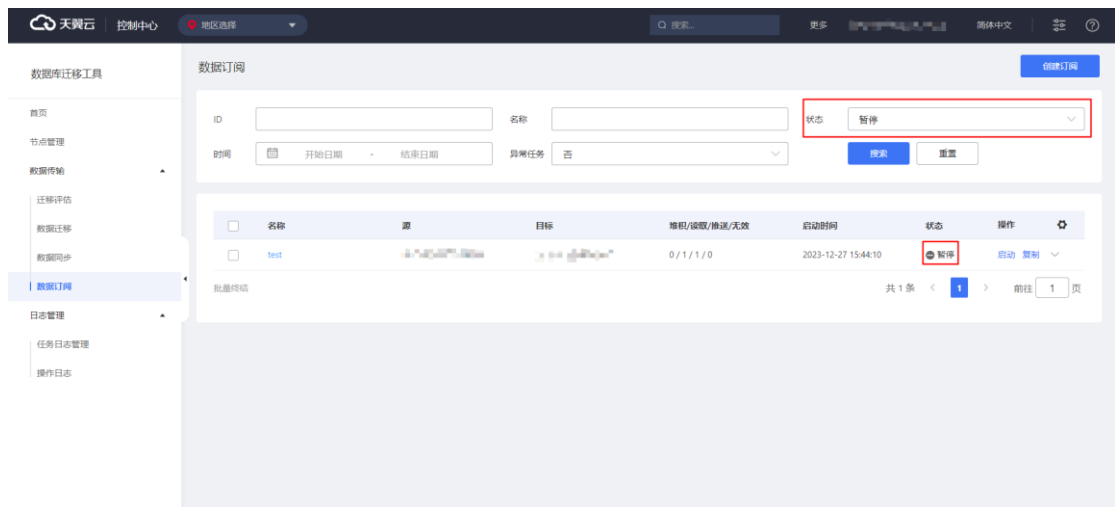 天翼云 控制中心 地区选择 搜索... 更多 简体中文
数据库迁移工具
首页
节点管理
数据传输
迁移评估
数据迁移
数据同步
数据订阅
日志管理
任务日志管理
操作日志
数据订阅 创建订阅
ID 名称 状态 暂停
时间 开始日期 - 结束日期 异常任务 否 搜索 重置
名称 源 目标 堆积/读取/推送/无效 启动时间 状态 操作
test 0 / 1 / 1 / 0 2023-12-27 15:44:10 暂停 启动 复制
批量终结 共 1 条 1 前往 1 页